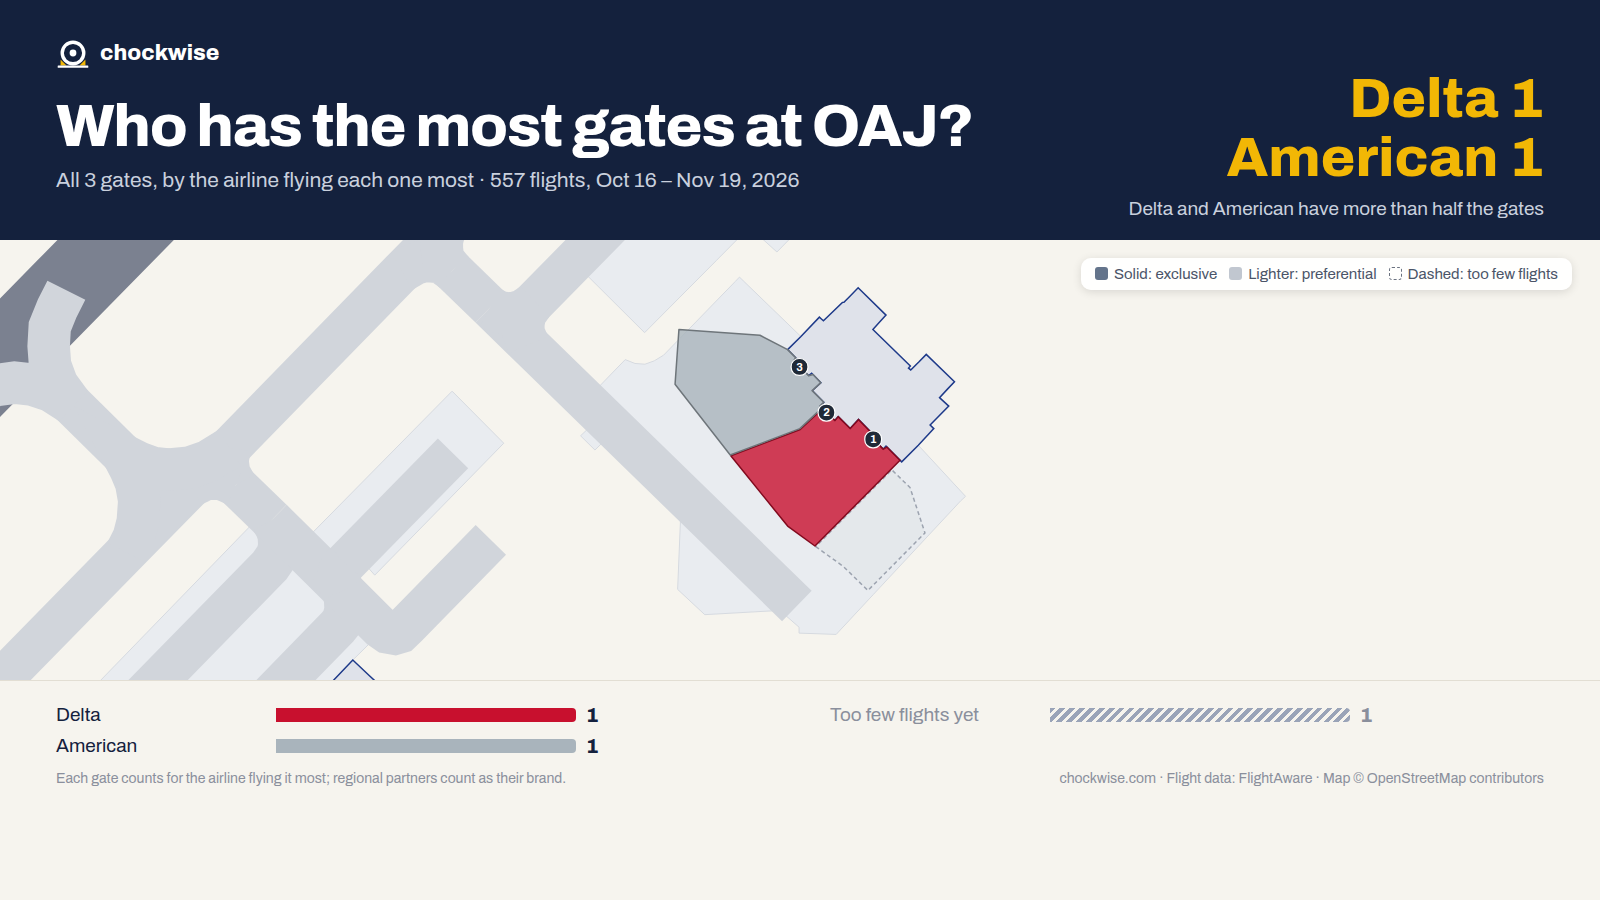 chockwise
Who has the most gates at OAJ?
All 3 gates, by the airline flying each one most · 557 flights, Oct 16 – Nov 19, 2026
Delta 1
American 1
Delta and American have more than half the gates
Solid: exclusive Lighter: preferential Dashed: too few flights
3
2
1
Delta 1
American 1
Too few flights yet 1
Each gate counts for the airline flying it most; regional partners count as their brand.
chockwise.com · Flight data: FlightAware · Map © OpenStreetMap contributors